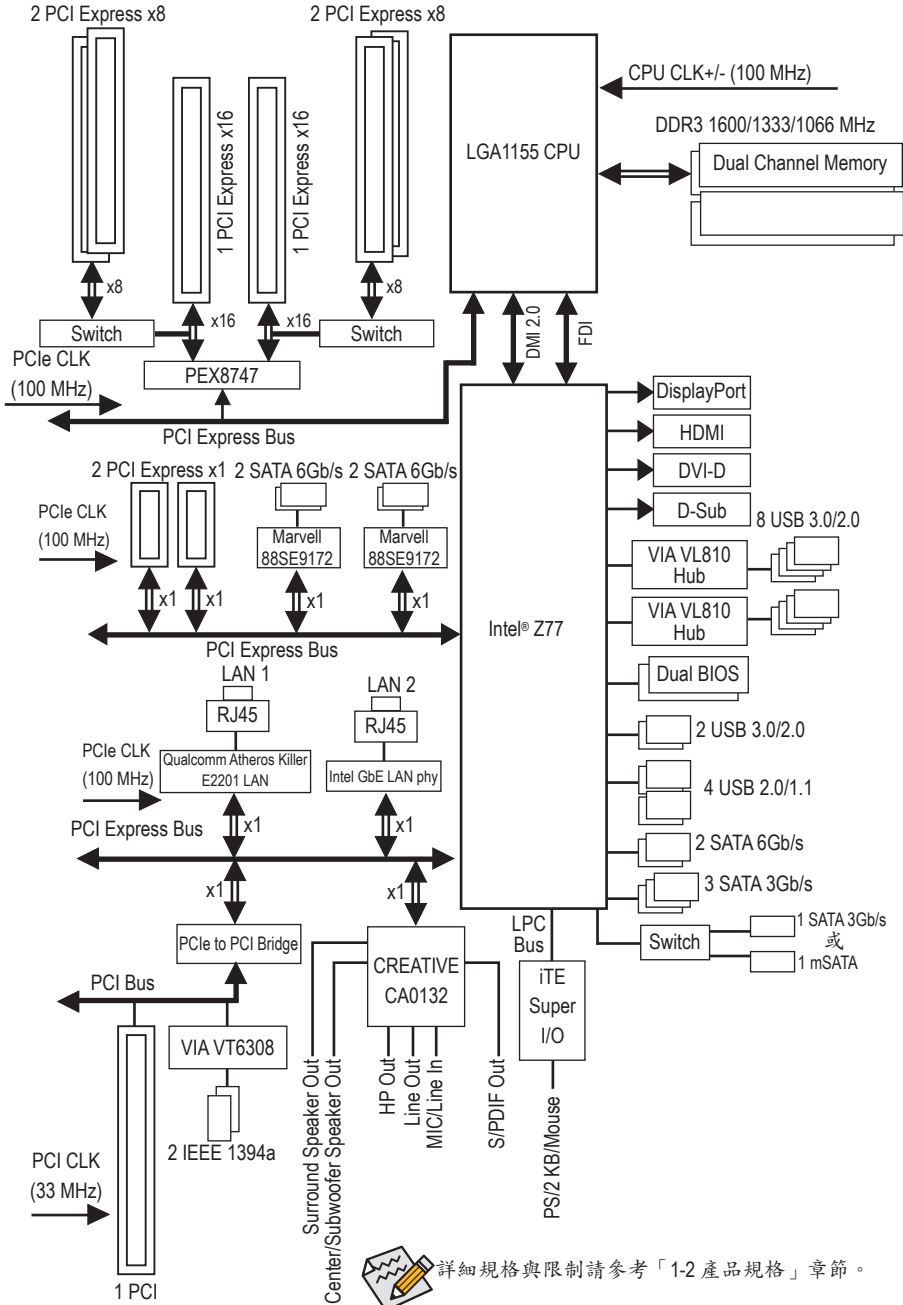 2 PCI Express x8
2 PCI Express x8
1 PCI Express x16
1 PCI Express x16
LGA1155 CPU
CPU CLK+/- (100 MHz)
DDR3 1600/1333/1066 MHz
Dual Channel Memory
x8
x16
x16
x8
Switch
Switch
PCIe CLK
(100 MHz)
PEX8747
PCI Express Bus
DMI 2.0
FDI
DisplayPort
HDMI
DVI-D
D-Sub
8 USB 3.0/2.0
VIA VL810
Hub
VIA VL810
Hub
Intel® Z77
Dual BIOS
2 USB 3.0/2.0
4 USB 2.0/1.1
2 SATA 6Gb/s
3 SATA 3Gb/s
Switch
1 SATA 3Gb/s
或
1 mSATA
2 PCI Express x1
2 SATA 6Gb/s
2 SATA 6Gb/s
PCIe CLK
(100 MHz)
Marvell
88SE9172
Marvell
88SE9172
x1
x1
x1
x1
PCI Express Bus
LAN 1
RJ45
LAN 2
RJ45
PCIe CLK
(100 MHz)
Qualcomm Atheros Killer
E2201 LAN
Intel GbE LAN phy
PCI Express Bus
x1
x1
x1
x1
PCIe to PCI Bridge
CREATIVE
CA0132
LPC
Bus
iTE
Super
I/O
PCI Bus
VIA VT6308
2 IEEE 1394a
PCI CLK
(33 MHz)
1 PCI
Surround Speaker Out
Center/Subwoofer Speaker Out
HP Out
Line Out
MIC/Line In
S/PDIF Out
PS/2 KB/Mouse
詳細規格與限制請參考「1-2 產品規格」章節。